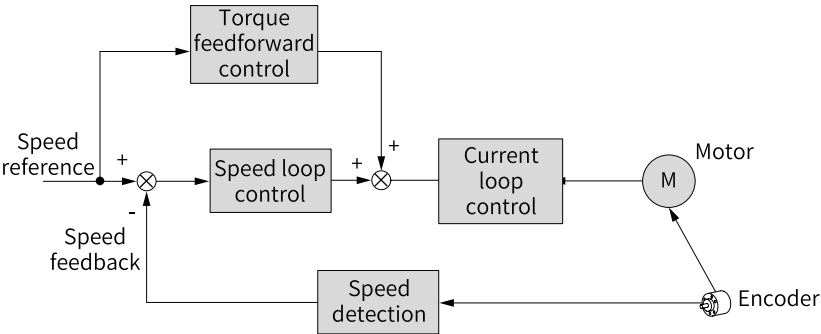 Torque
feedforward
control
Speed
reference
+
+
+
Speed loop
control
Current
loop
control
Motor
M
-
Speed
feedback
Speed
detection
Encoder